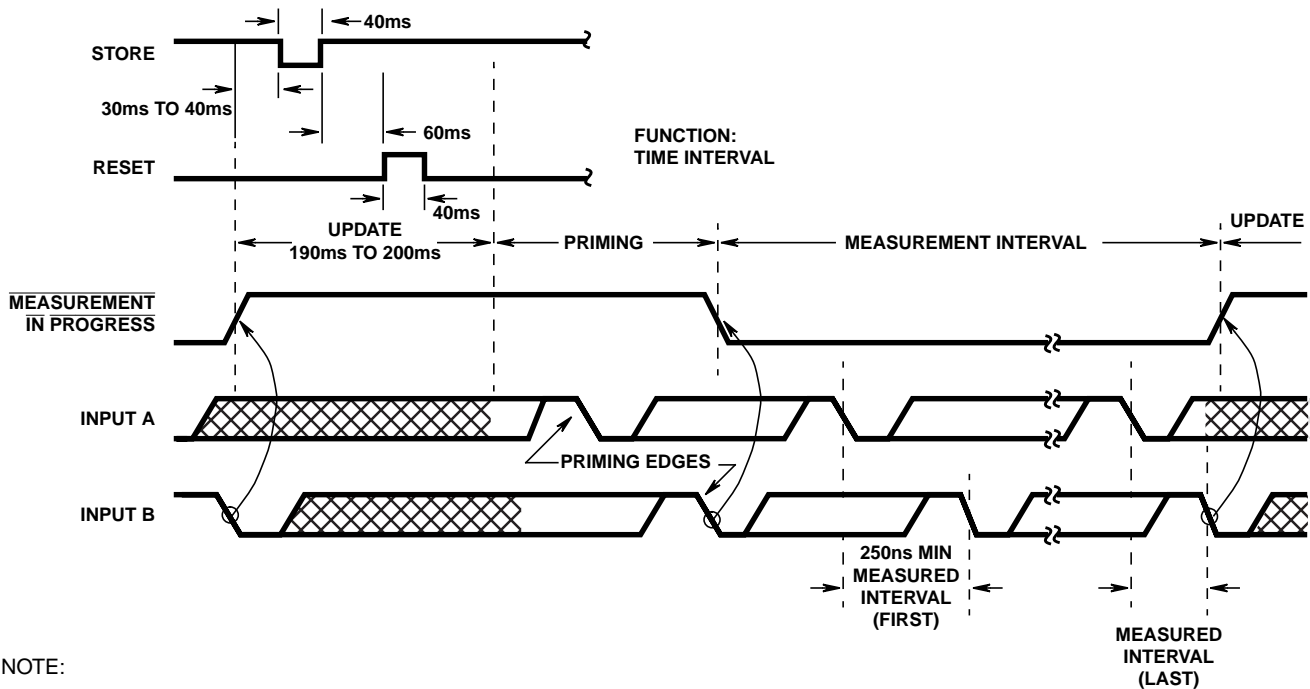 40ms
STORE
30ms TO 40ms
60ms
FUNCTION:
TIME INTERVAL
RESET
40ms
UPDATE
190ms TO 200ms
PRIMING
MEASUREMENT INTERVAL
UPDATE
MEASUREMENT
IN PROGRESS
INPUT A
PRIMING EDGES
INPUT B
250ns MIN
MEASURED
INTERVAL
(FIRST)
MEASURED
INTERVAL
(LAST)
NOTE: